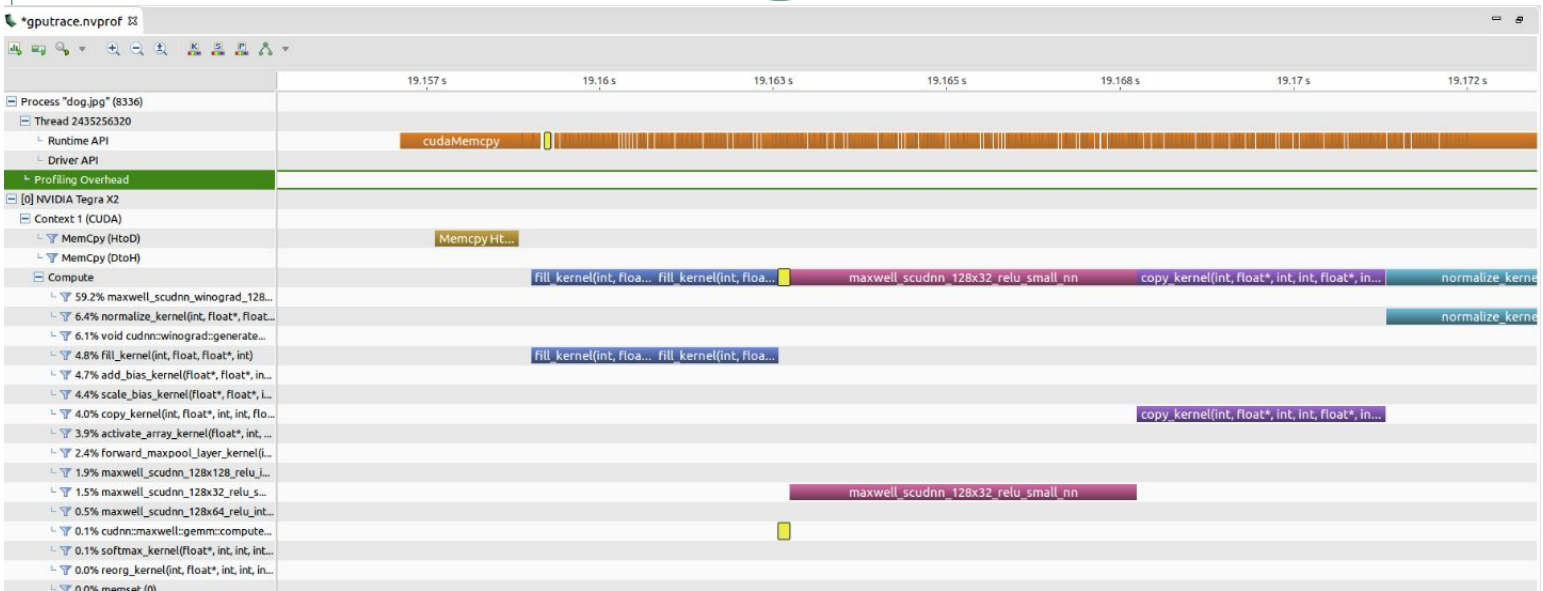 *gputrace.nvprof
19.157 s 19.16 s 19.163 s 19.165 s 19.168 s 19.17 s 19.172 s
Process "dog.jpg" (8336)
Thread 2435256320
Runtime API cudaMemcpy
Driver API
Profiling Overhead
[0] NVIDIA Tegra X2
Context 1 (CUDA)
MemCpy (HtoD) Memcpy Ht...
MemCpy (DtoH)
Compute fill_kernel(int, floa... fill_kernel(int, floa... maxwell_scudnn_128x32_relu_small_nn copy_kernel(int, float*, int, int, float*, in... normalize_kerne
59.2% maxwell_scudnn_winograd_128...
6.4% normalize_kernel(int, float*, float... normalize_kerne
6.1% void cudnn::winograd::generate...
4.8% fill_kernel(int, float, float*, int) fill_kernel(int, floa... fill_kernel(int, floa...
4.7% add_bias_kernel(float*, float*, in...
4.4% scale_bias_kernel(float*, float*, i...
4.0% copy_kernel(int, float*, int, int, flo... copy_kernel(int, float*, int, int, float*, in...
3.9% activate_array_kernel(float*, int, ...
2.4% forward_maxpool_layer_kernel(i...
1.9% maxwell_scudnn_128x128_relu_i...
1.5% maxwell_scudnn_128x32_relu_s... maxwell_scudnn_128x32_relu_small_nn
0.5% maxwell_scudnn_128x64_relu_int...
0.1% cudnn::maxwell::gemm::compute...
0.1% softmax_kernel(float*, int, int, int...
0.0% reorg_kernel(int, float*, int, int, in...
0.0% memset (0)